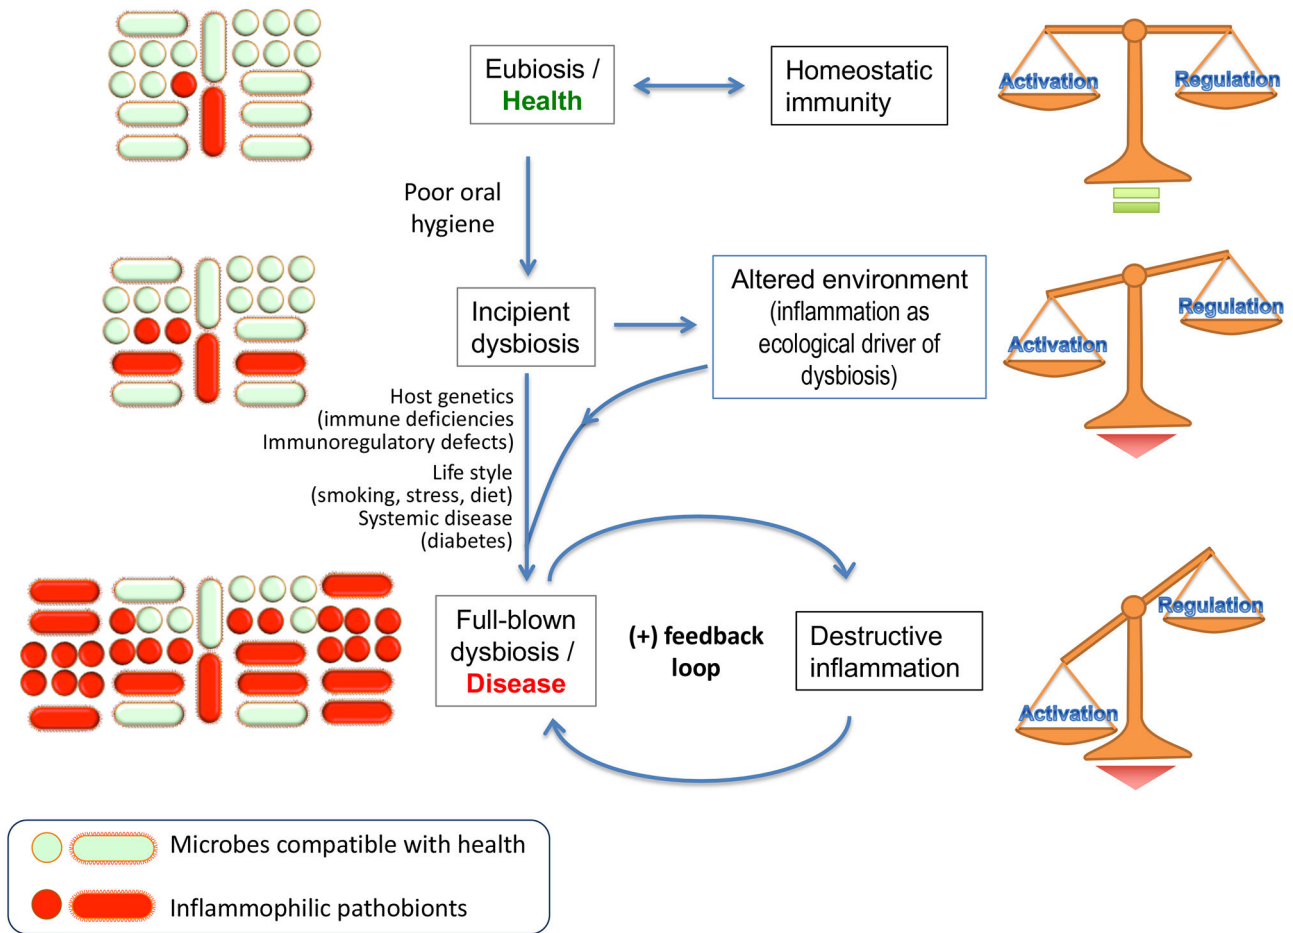 Eubiosis /
Health
Homeostatic
immunity
Activation
Regulation
Poor oral
hygiene
Incipient
dysbiosis
Altered environment
(inflammation as
ecological driver of
dysbiosis)
Activation
Regulation
Host genetics
(immune deficiencies
Immunoregulatory defects)
Life style
(smoking, stress, diet)
Systemic disease
(diabetes)
Full-blown
dysbiosis /
Disease
(+) feedback
loop
Destructive
inflammation
Regulation
Activation
Microbes compatible with health
Inflammophilic pathobionts